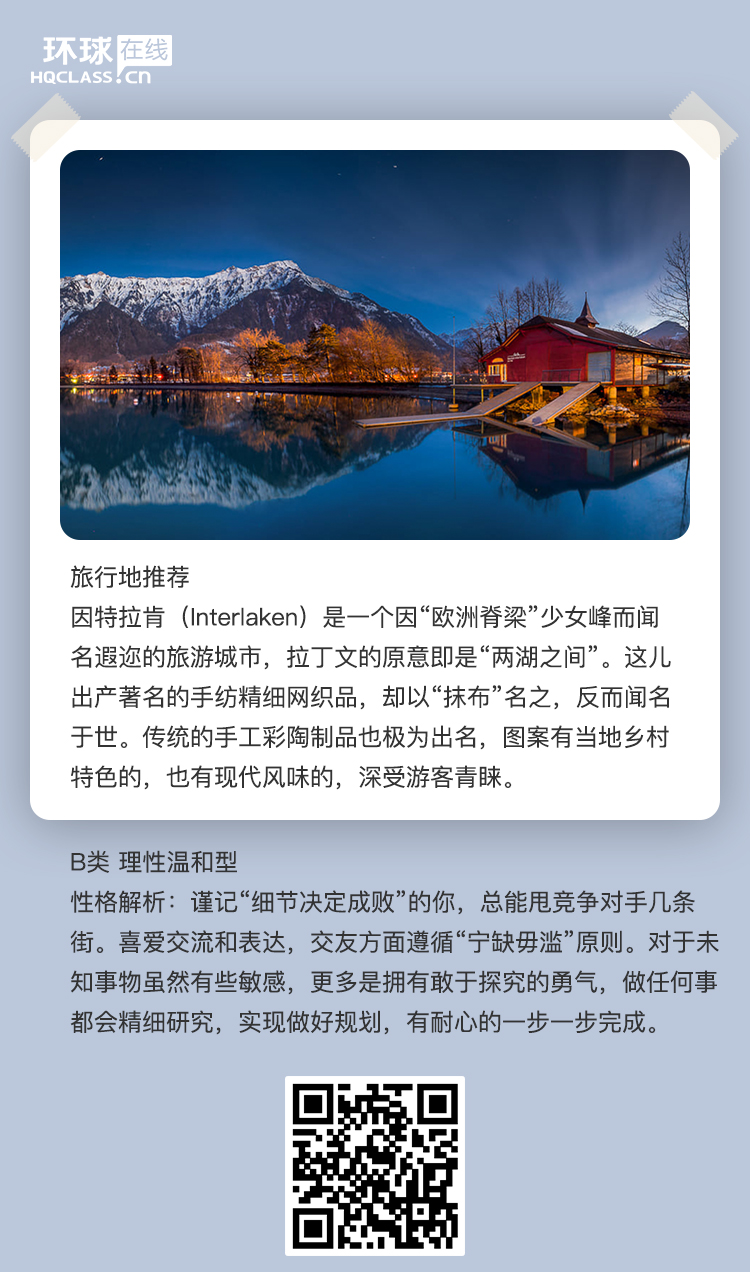 环球在线
HQCLASS.cn
旅行地推荐
因特拉肯（Interlaken）是一个因“欧洲脊梁”少女峰而闻
名遐迩的旅游城市，拉丁文的原意即是“两湖之间”。这儿
出产著名的手纺精细网织品，却以“抹布”名之，反而闻名
于世。传统的手工彩陶制品也极为出名，图案有当地乡村
特色的，也有现代风味的，深受游客青睐。
B类 理性温和型
性格解析：谨记“细节决定成败”的你，总能甩竞争对手几条
街。喜爱交流和表达，交友方面遵循“宁缺毋滥”原则。对于未
知事物虽然有些敏感，更多是拥有敢于探究的勇气，做任何事
都会精细研究，实现做好规划，有耐心的一步一步完成。